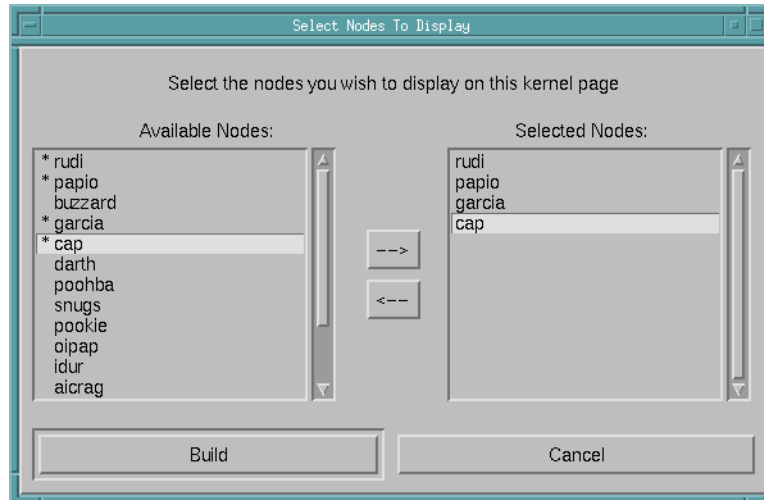 Select Nodes To Display
Select the nodes you wish to display on this kernel page
Available Nodes:
* rudi
* papio
buzzard
* garcia
* cap
darth
poohba
snugs
pookie
oipap
idur
aicrag
-->
<--
Selected Nodes:
rudi
papio
garcia
cap
Build
Cancel